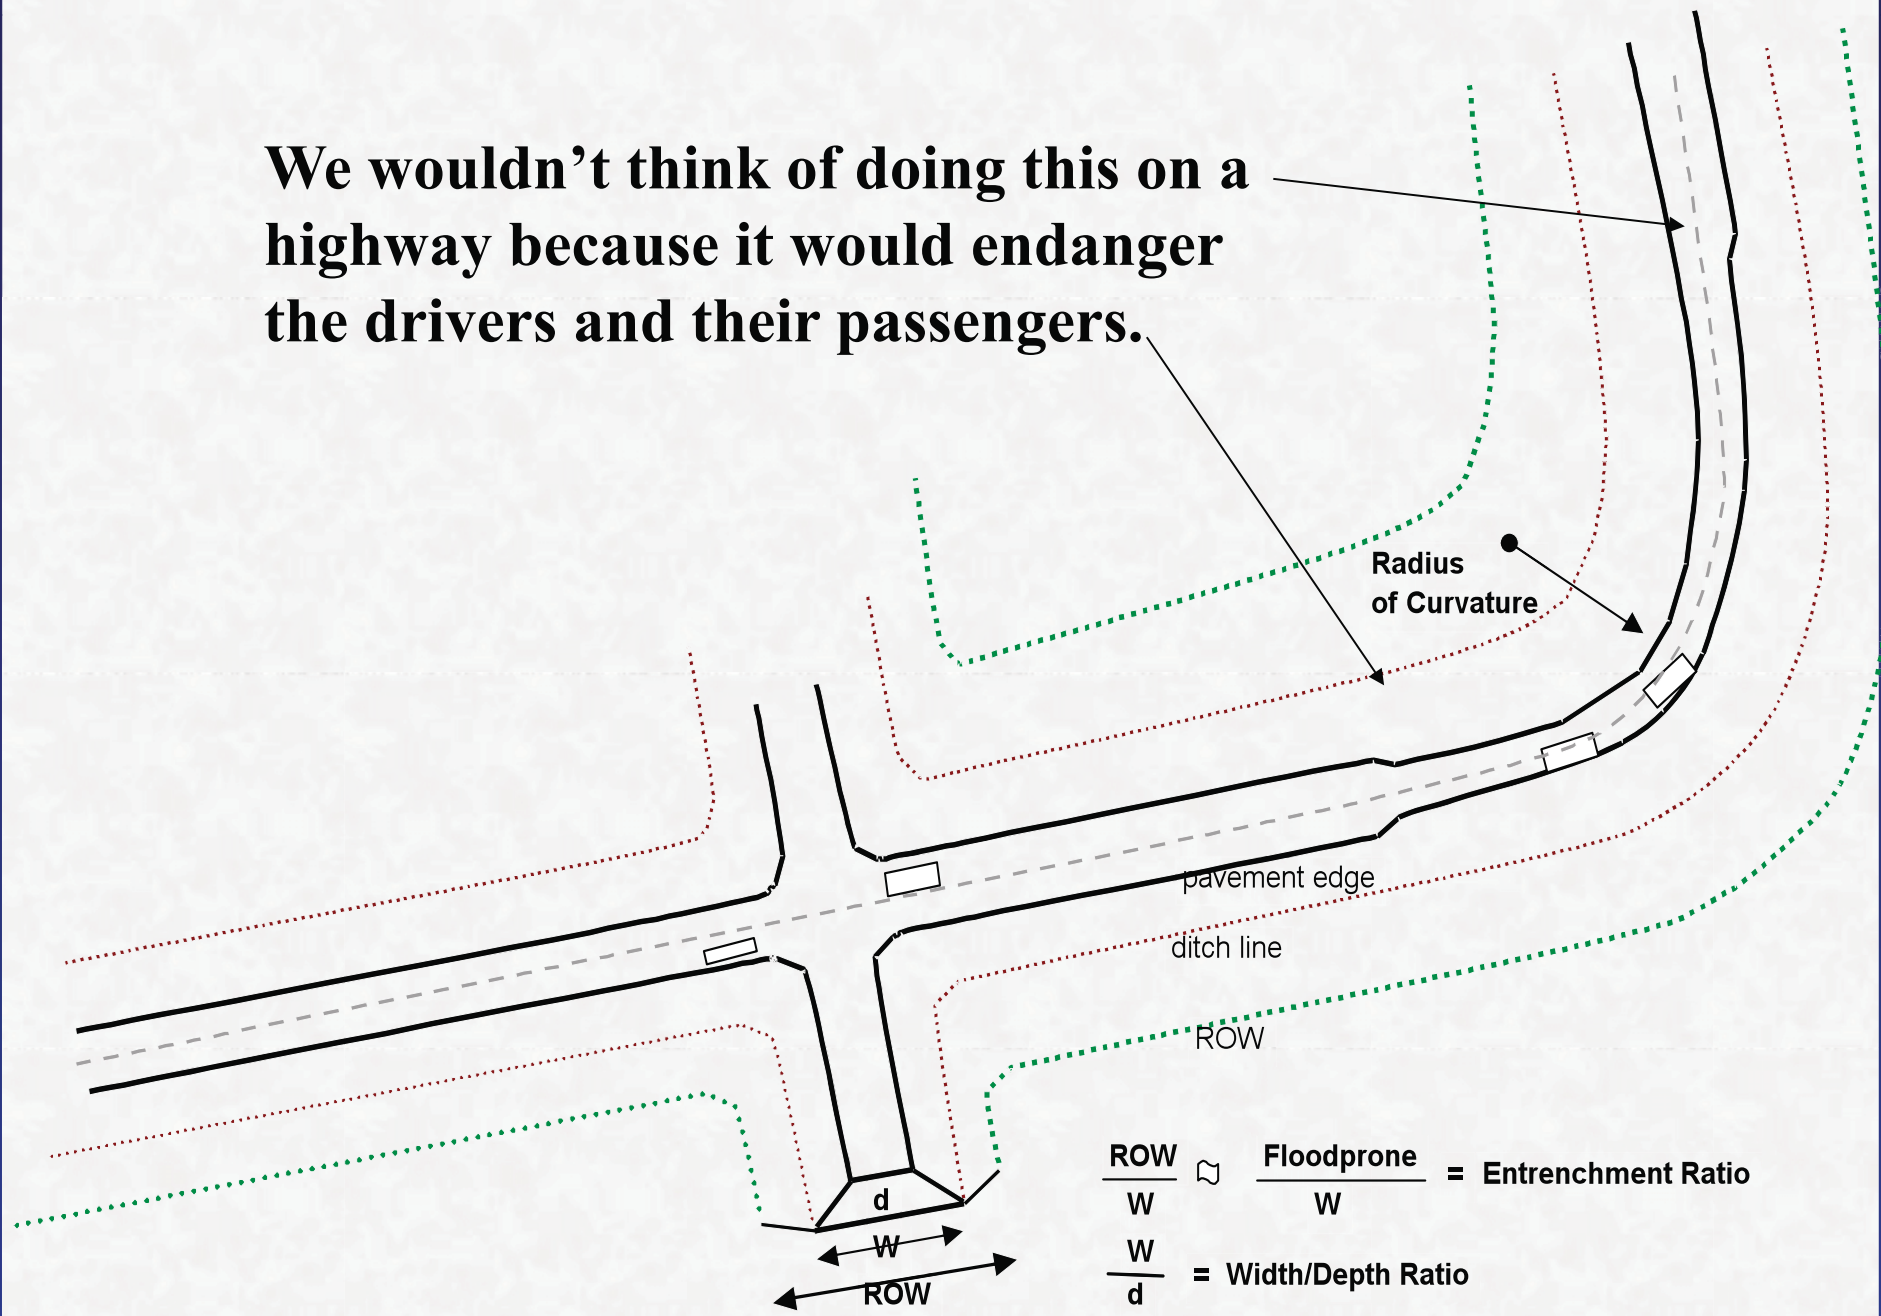 We wouldn’t think of doing this on a
highway because it would endanger
the drivers and their passengers.
Radius
of Curvature
pavement edge
ditch line
ROW
d
W
ROW
ROW ≈ Floodprone = Entrenchment Ratio
W W
W
= Width/Depth Ratio
d